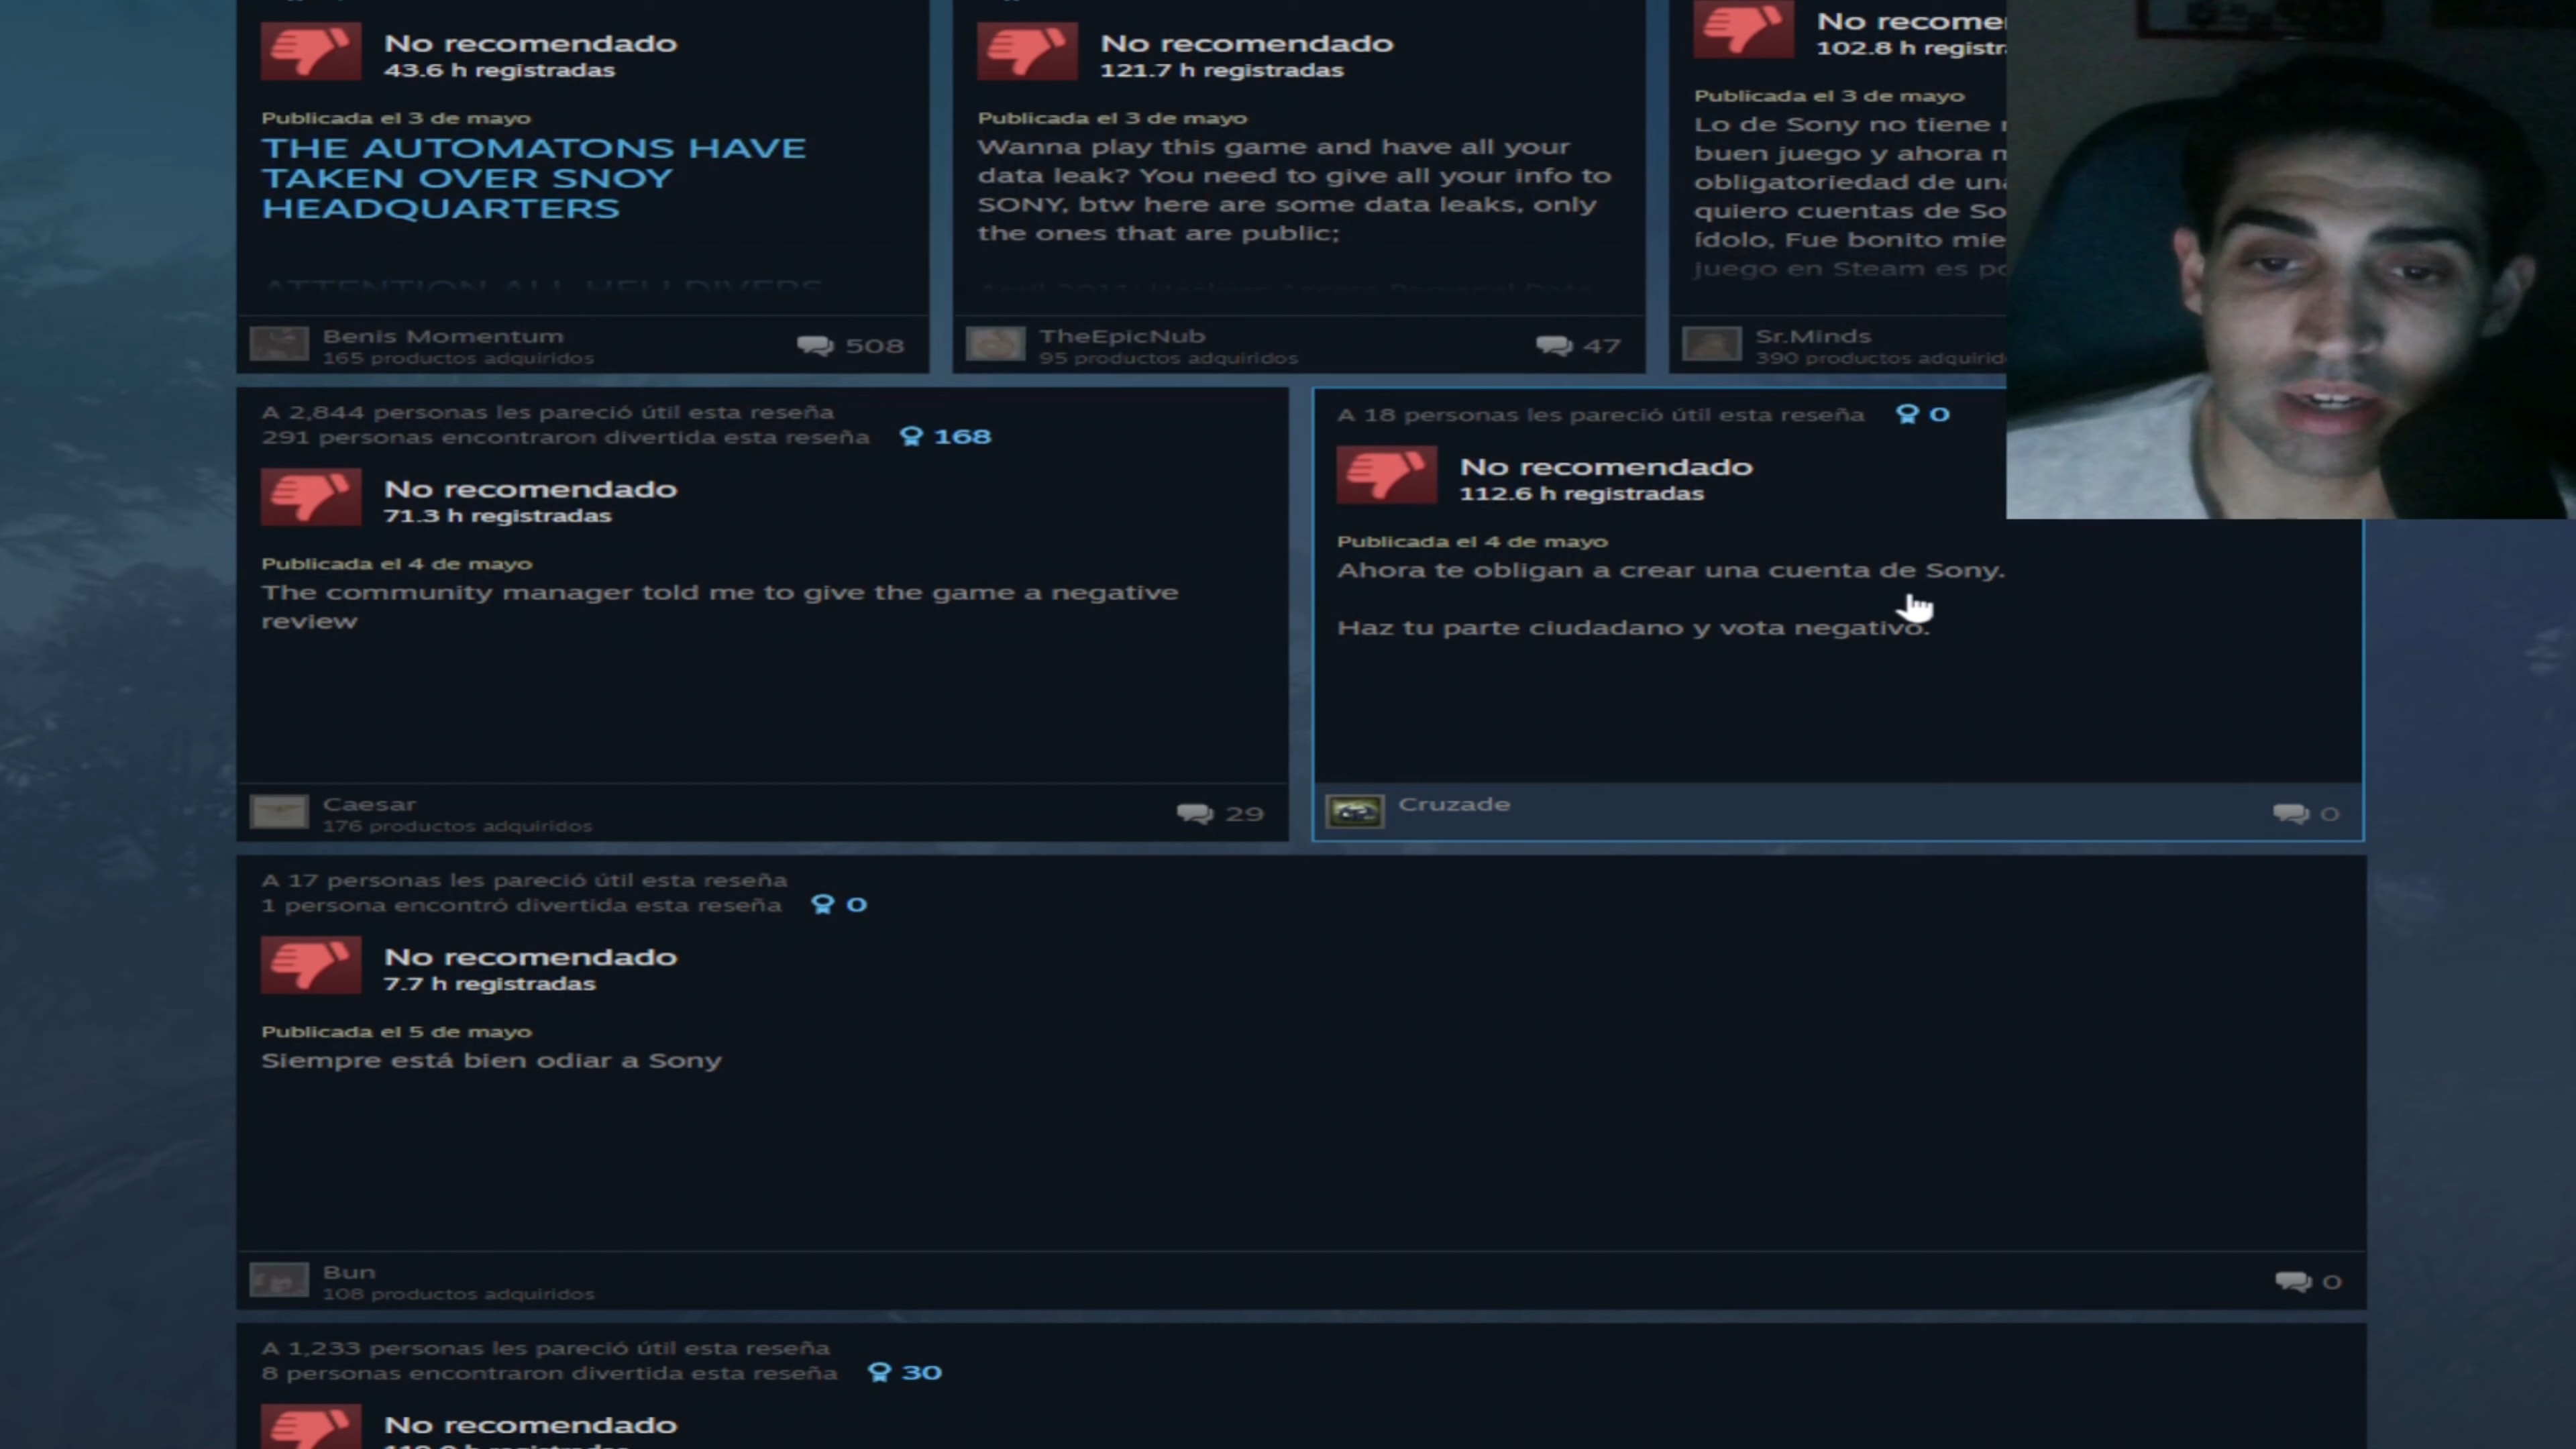 No recomendado
43.6 h registradas
Publicada el 3 de mayo
THE AUTOMATONS HAVE
TAKEN OVER SNOY
HEADQUARTERS
ATTENTION ALL HELLDIVERS
Benis Momentum
165 productos adquiridos
508
No recomendado
121.7 h registradas
Publicada el 3 de mayo
Wanna play this game and have all your
data leak? You need to give all your info to
SONY, btw here are some data leaks, only
the ones that are public;
TheEpicNub
95 productos adquiridos
47
No recome
102.8 h registr
Publicada el 3 de mayo
Lo de Sony no tiene
buen juego y ahora
obligatoriedad de un
quiero cuentas de So
ídolo, Fue bonito mie
juego en Steam es po
Sr.Minds
390 productos adquirid
A 2,844 personas les pareció útil esta reseña
291 personas encontraron divertida esta reseña
168
No recomendado
71.3 h registradas
Publicada el 4 de mayo
The community manager told me to give the game a negative
review
Caesar
176 productos adquiridos
29
A 18 personas les pareció útil esta reseña
0
No recomendado
112.6 h registradas
Publicada el 4 de mayo
Ahora te obligan a crear una cuenta de Sony.
Haz tu parte ciudadano y vota negativo.
Cruzade
0
A 17 personas les pareció útil esta reseña
1 persona encontró divertida esta reseña
0
No recomendado
7.7 h registradas
Publicada el 5 de mayo
Siempre está bien odiar a Sony
Bun
108 productos adquiridos
0
A 1,233 personas les pareció útil esta reseña
8 personas encontraron divertida esta reseña
30
No recomendado